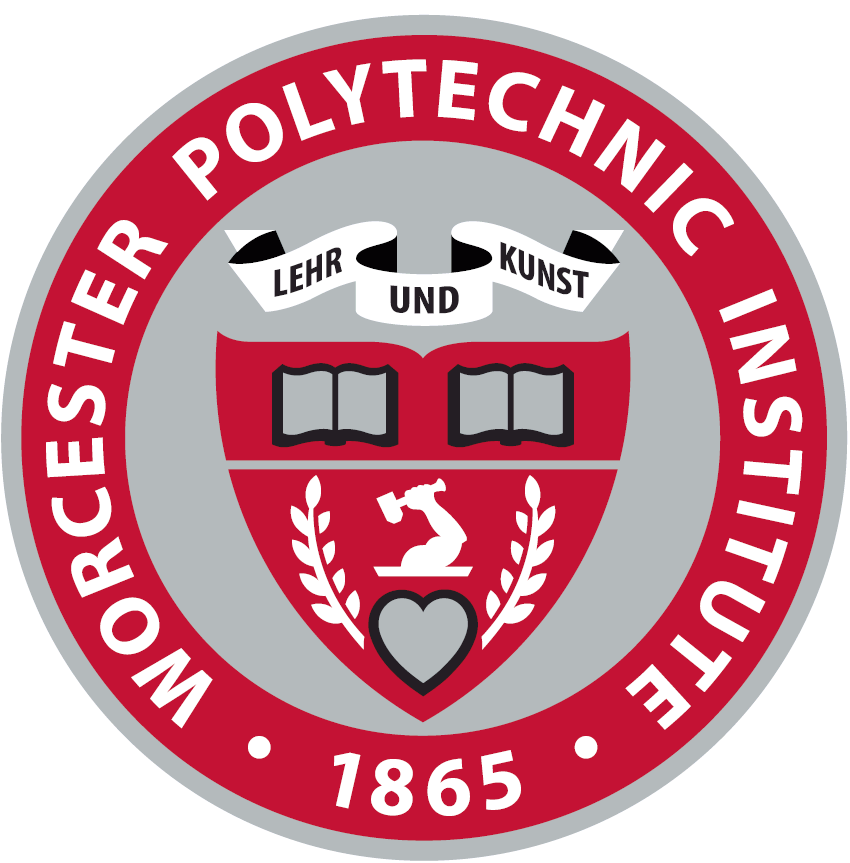 WORCESTER POLYTECHNIC INSTITUTE
LEHR
UND
KUNST
• 1865 •